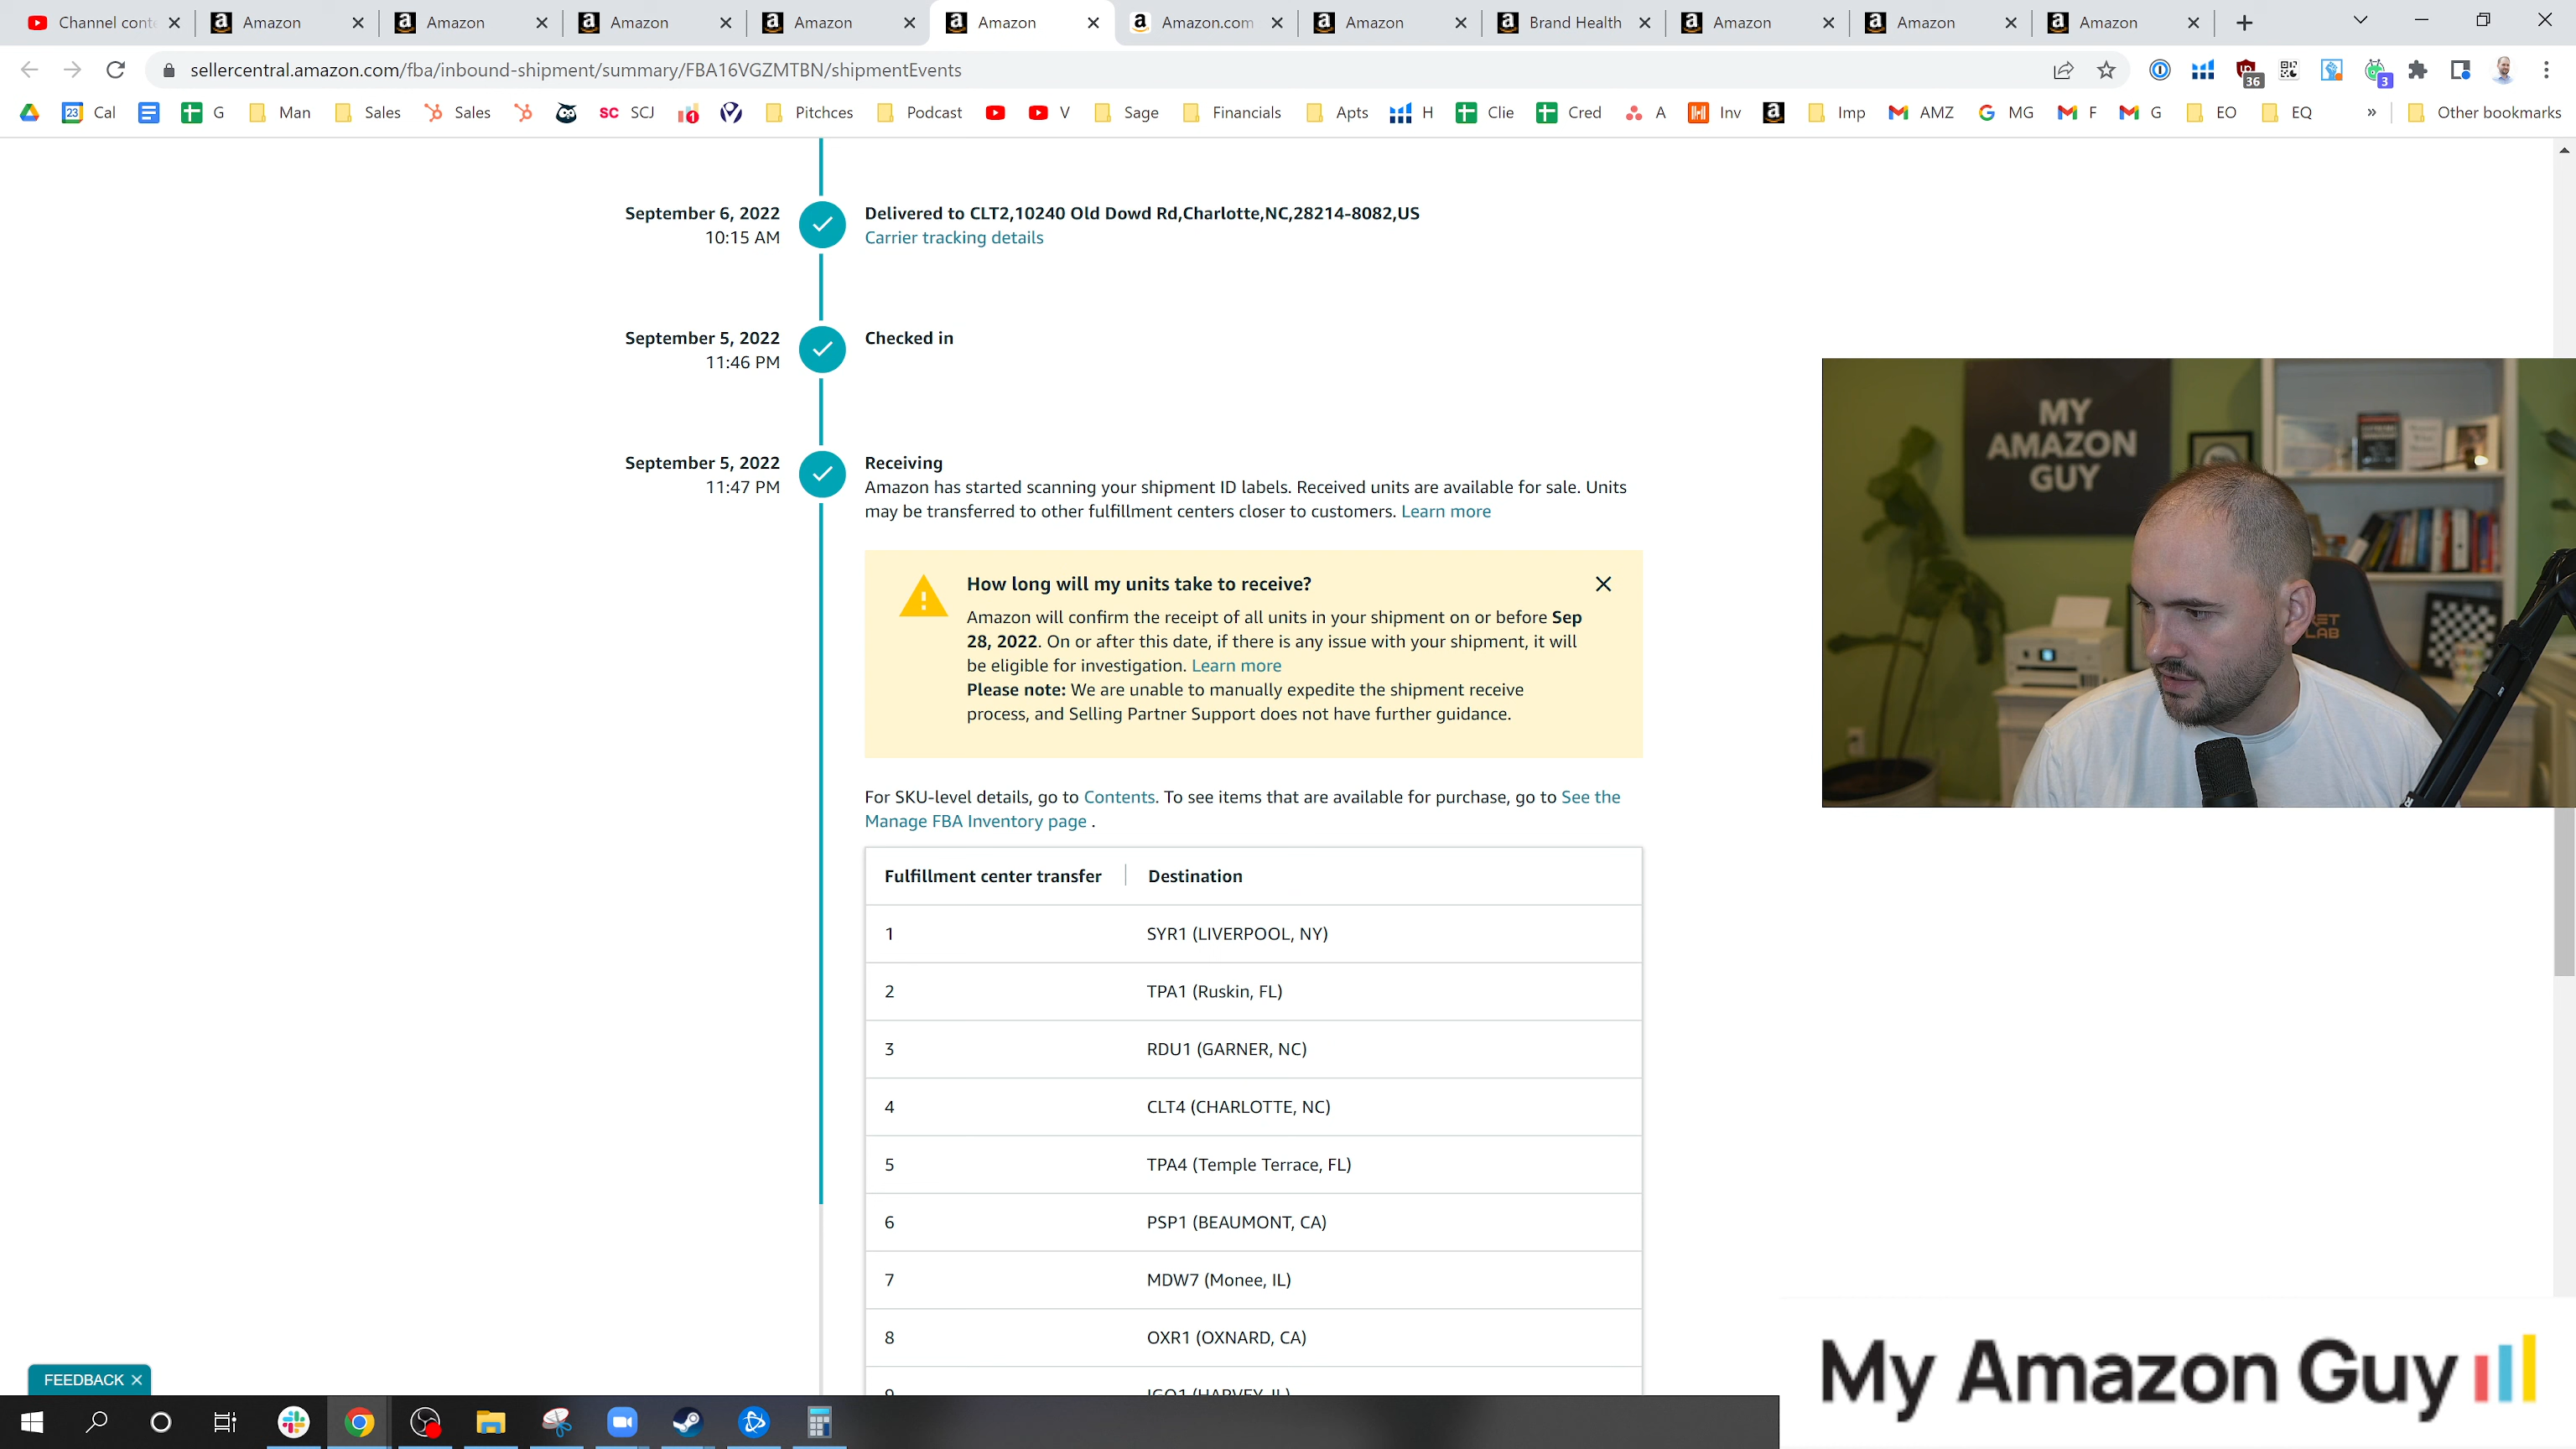 Channel conte
Amazon
Amazon
Amazon
Amazon
Amazon
Amazon.com
Amazon
Brand Health
Amazon
Amazon
Amazon
sellercentral.amazon.com/fba/inbound-shipment/summary/FBA16VGZMTBN/shipmentEvents
36
3
23 Cal
G
Man
Sales
Sales
SC SCJ
1
Pitchces
Podcast
V
Sage
Financials
Apts
H
Clie
Cred
A
Inv
Imp
AMZ
MG
F
G
EO
EQ
»
Other bookmarks
September 6, 2022
10:15 AM
Delivered to CLT2,10240 Old Dowd Rd,Charlotte,NC,28214-8082,US
Carrier tracking details
September 5, 2022
11:46 PM
Checked in
September 5, 2022
11:47 PM
Receiving
Amazon has started scanning your shipment ID labels. Received units are available for sale. Units
may be transferred to other fulfillment centers closer to customers. Learn more
How long will my units take to receive?
Amazon will confirm the receipt of all units in your shipment on or before Sep
28, 2022. On or after this date, if there is any issue with your shipment, it will
be eligible for investigation. Learn more
Please note: We are unable to manually expedite the shipment receive
process, and Selling Partner Support does not have further guidance.
For SKU-level details, go to Contents. To see items that are available for purchase, go to See the
Manage FBA Inventory page .
Fulfillment center transfer Destination
1 SYR1 (LIVERPOOL, NY)
2 TPA1 (Ruskin, FL)
3 RDU1 (GARNER, NC)
4 CLT4 (CHARLOTTE, NC)
5 TPA4 (Temple Terrace, FL)
6 PSP1 (BEAUMONT, CA)
7 MDW7 (Monee, IL)
8 OXR1 (OXNARD, CA)
9 IGQ1 (HARVEY, IL)
MY
AMAZON
GUY
LAB
FEEDBACK
My Amazon Guy